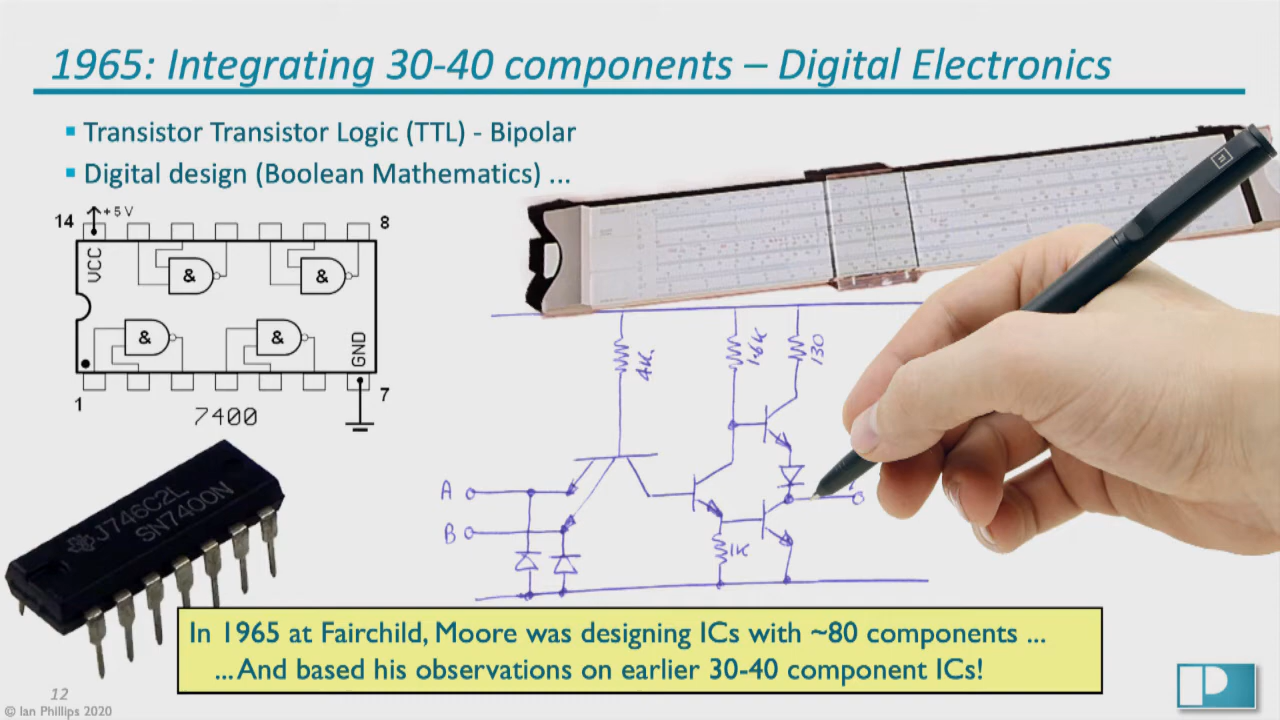 1965: Integrating 30-40 components – Digital Electronics
▪ Transistor Transistor Logic (TTL) - Bipolar
▪ Digital design (Boolean Mathematics) ...
14
+5V
8
VCC
&
&
&
&
GND
1
7
7400
J746C2L
SN7400N
4K
1.6K
130
A
B
1K
In 1965 at Fairchild, Moore was designing ICs with ~80 components ...
...And based his observations on earlier 30-40 component ICs!
12
© Ian Phillips 2020
P